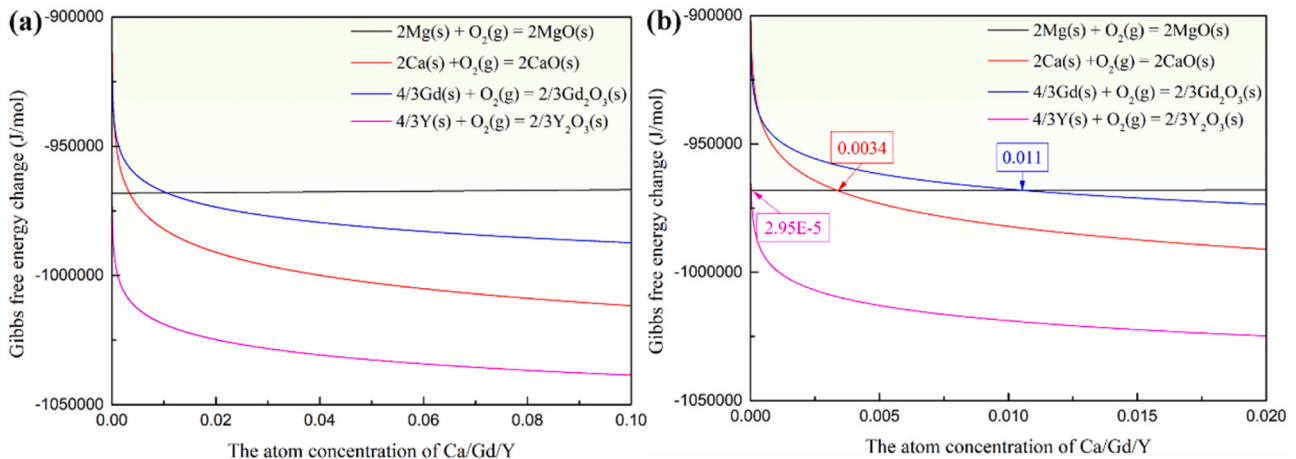 (a)
-900000
-950000
-1000000
-1050000
Gibbs free energy change (J/mol)
2Mg(s) + O₂(g) = 2MgO(s)
2Ca(s) +O₂(g) = 2CaO(s)
4/3Gd(s) + O₂(g) = 2/3Gd₂O₃(s)
4/3Y(s) + O₂(g) = 2/3Y₂O₃(s)
0.00 0.02 0.04 0.06 0.08 0.10
The atom concentration of Ca/Gd/Y
(b)
-900000
-950000
-1000000
-1050000
Gibbs free energy change (J/mol)
2Mg(s) + O₂(g) = 2MgO(s)
2Ca(s) +O₂(g) = 2CaO(s)
4/3Gd(s) + O₂(g) = 2/3Gd₂O₃(s)
4/3Y(s) + O₂(g) = 2/3Y₂O₃(s)
0.0034
0.011
2.95E-5
0.000 0.005 0.010 0.015 0.020
The atom concentration of Ca/Gd/Y